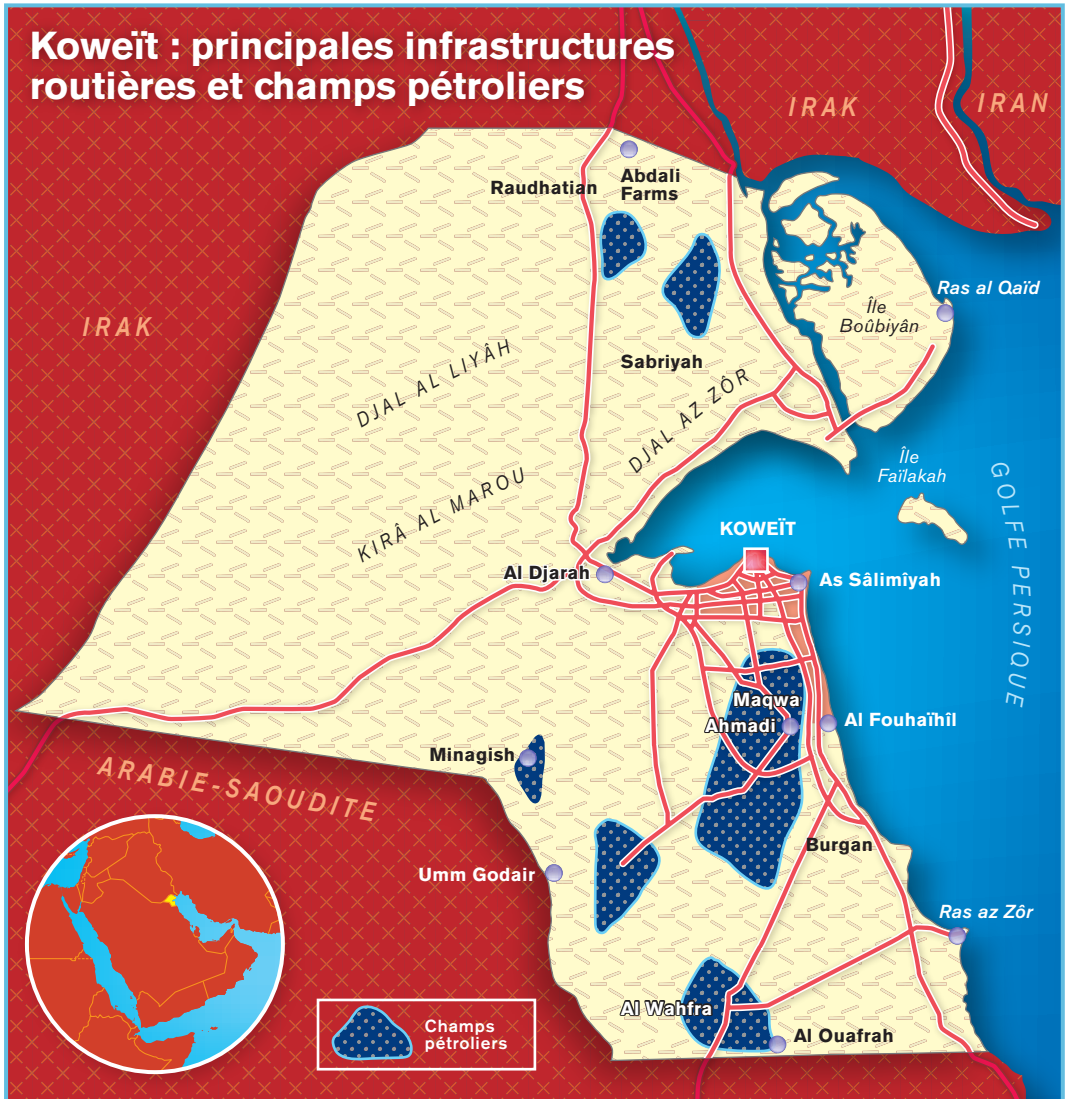 Koweït : principales infrastructures
routières et champs pétroliers
IRAK
IRAN
Abdali
Farms
Raudhatian
Ras al Qaïd
Île
Boûbiyân
IRAK
DJAL AL LIYÂH
Sabriyah
DJAL AZ ZÔR
Île
Faïlakah
KIRÂ AL MAROU
GOLFE PERSIQUE
KOWEÏT
Al Djarah
As Sâlimîyah
Maqwa
Ahmadi
Al Fouhaïhîl
Minagish
ARABIE-SAOUDITE
Burgan
Umm Godair
Ras az Zôr
Al Wahfra
Al Ouafrah
Champs
pétroliers